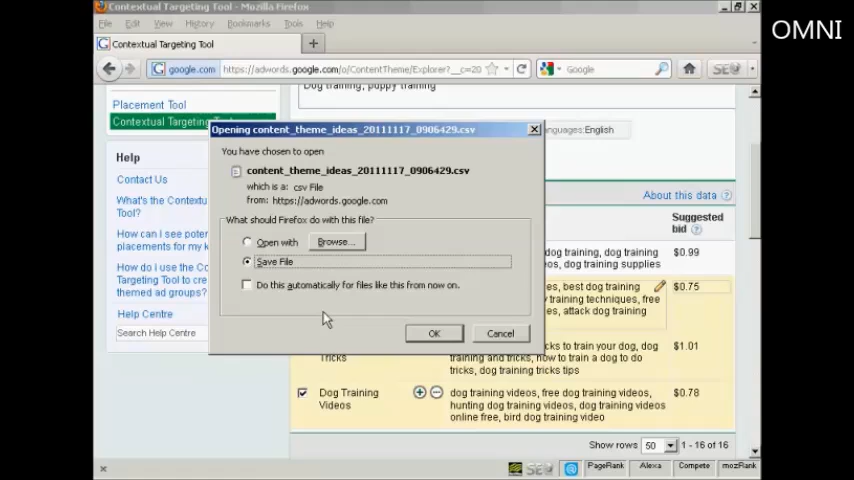 Contextual Targeting Tool - Mozilla Firefox
OMNI
File Edit View History Bookmarks Tools Help
Contextual Targeting Tool
google.com https://adwords.google.com/o/ContentTheme/Explorer?__c=20 Google
Dog training, puppy training
Placement Tool
Contextual Targeting
Opening content_theme_ideas_20111117_0906429.csv
anguages:English
You have chosen to open
Help
content_theme_ideas_20111117_0906429.csv
Contact Us
which is a: csv File
from: https://adwords.google.com
About this data
What's the Contextu
Tool?
What should Firefox do with this file?
Suggested
bid
How can I see poter
placements for my k
Open with Browse...
Save File
og training, dog training $0.99
, dog training supplies
How do I use the Co
Targeting Tool to cre
themed ad groups?
Do this automatically for files like this from now on.
es, best dog training $0.75
y training techniques, free
es, attack dog training
Help Centre
Search Help Centre
OK Cancel
cks to train your dog, dog $1.01
Tricks training and tricks, how to train a dog to do
tricks, dog training tricks tips
Dog Training dog training videos, free dog training videos, $0.78
Videos hunting dog training videos, dog training videos
online free, bird dog training video
Show rows 50 1 - 16 of 16
SEO PageRank Alexa Compete mozRank